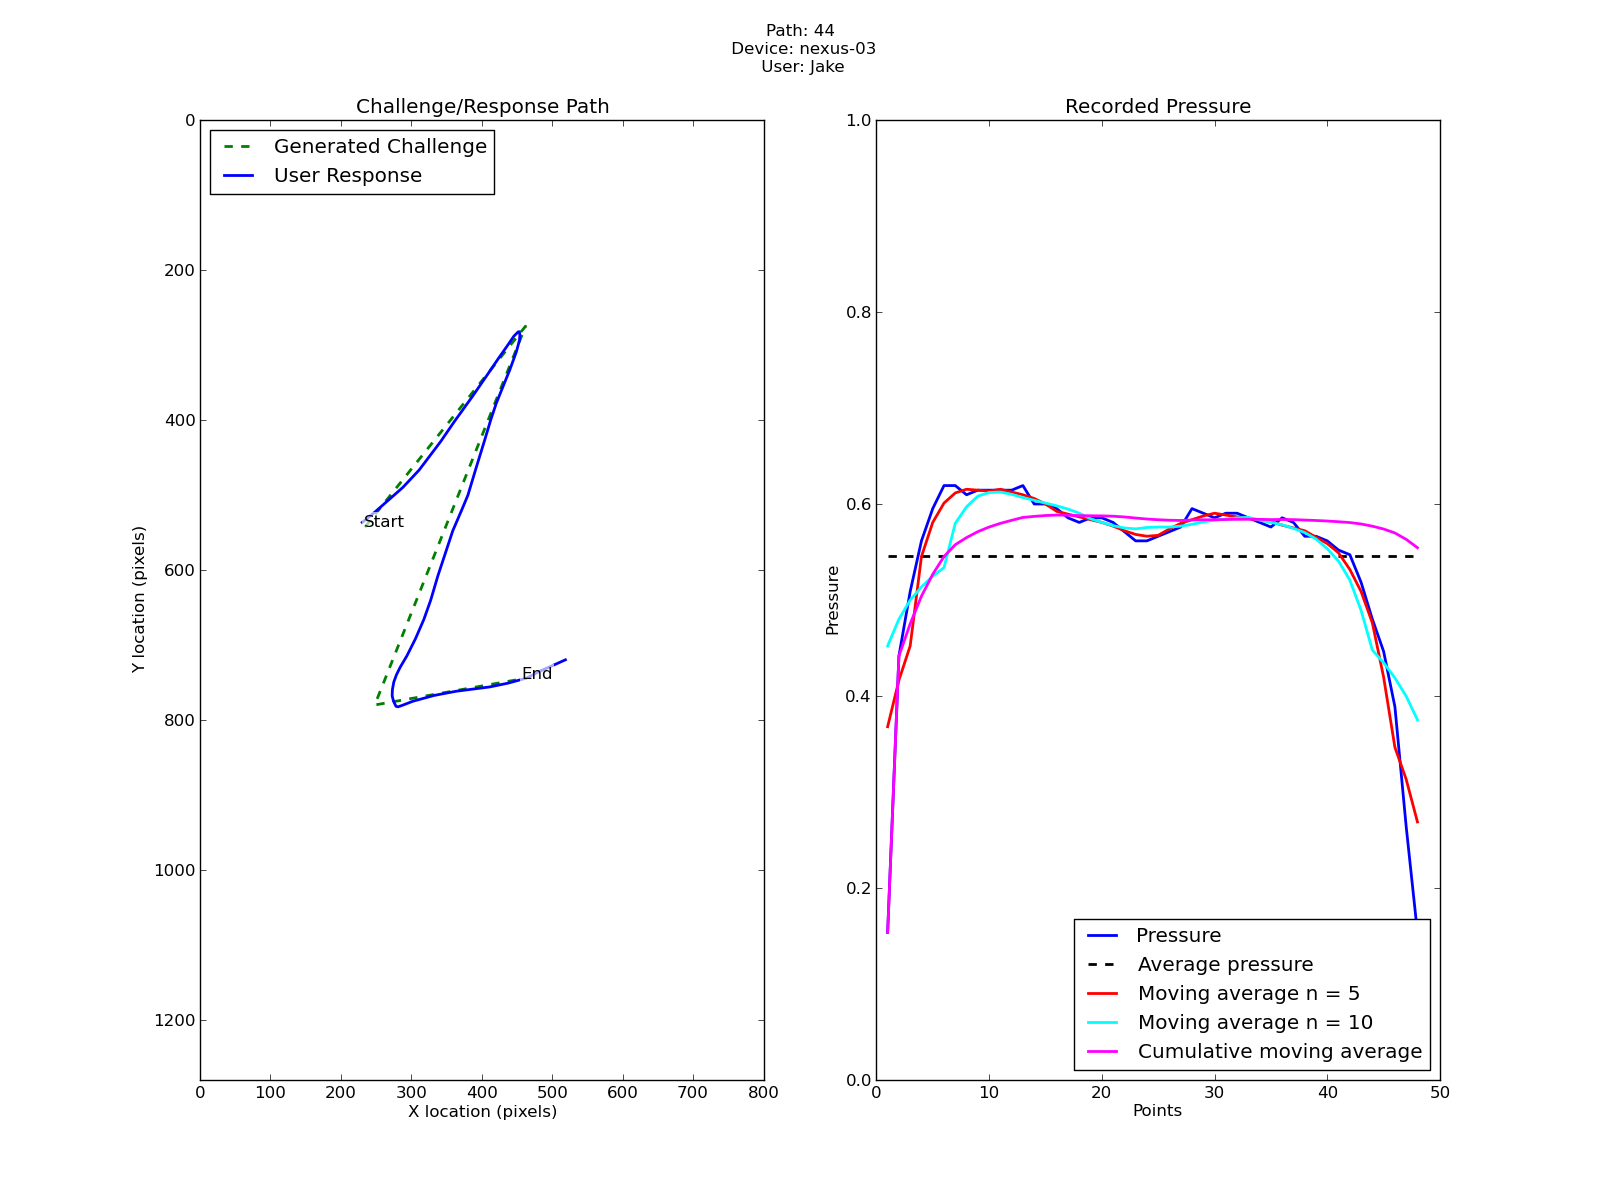 Path: 44
Device: nexus-03
User: Jake
Challenge/Response Path
Generated Challenge
User Response
0
200
400
600
800
1000
1200
Y location (pixels)
Start
End
0 100 200 300 400 500 600 700 800
X location (pixels)
Recorded Pressure
1.0
0.8
0.6
0.4
0.2
0.0
Pressure
Pressure
Average pressure
Moving average n = 5
Moving average n = 10
Cumulative moving average
0 10 20 30 40 50
Points